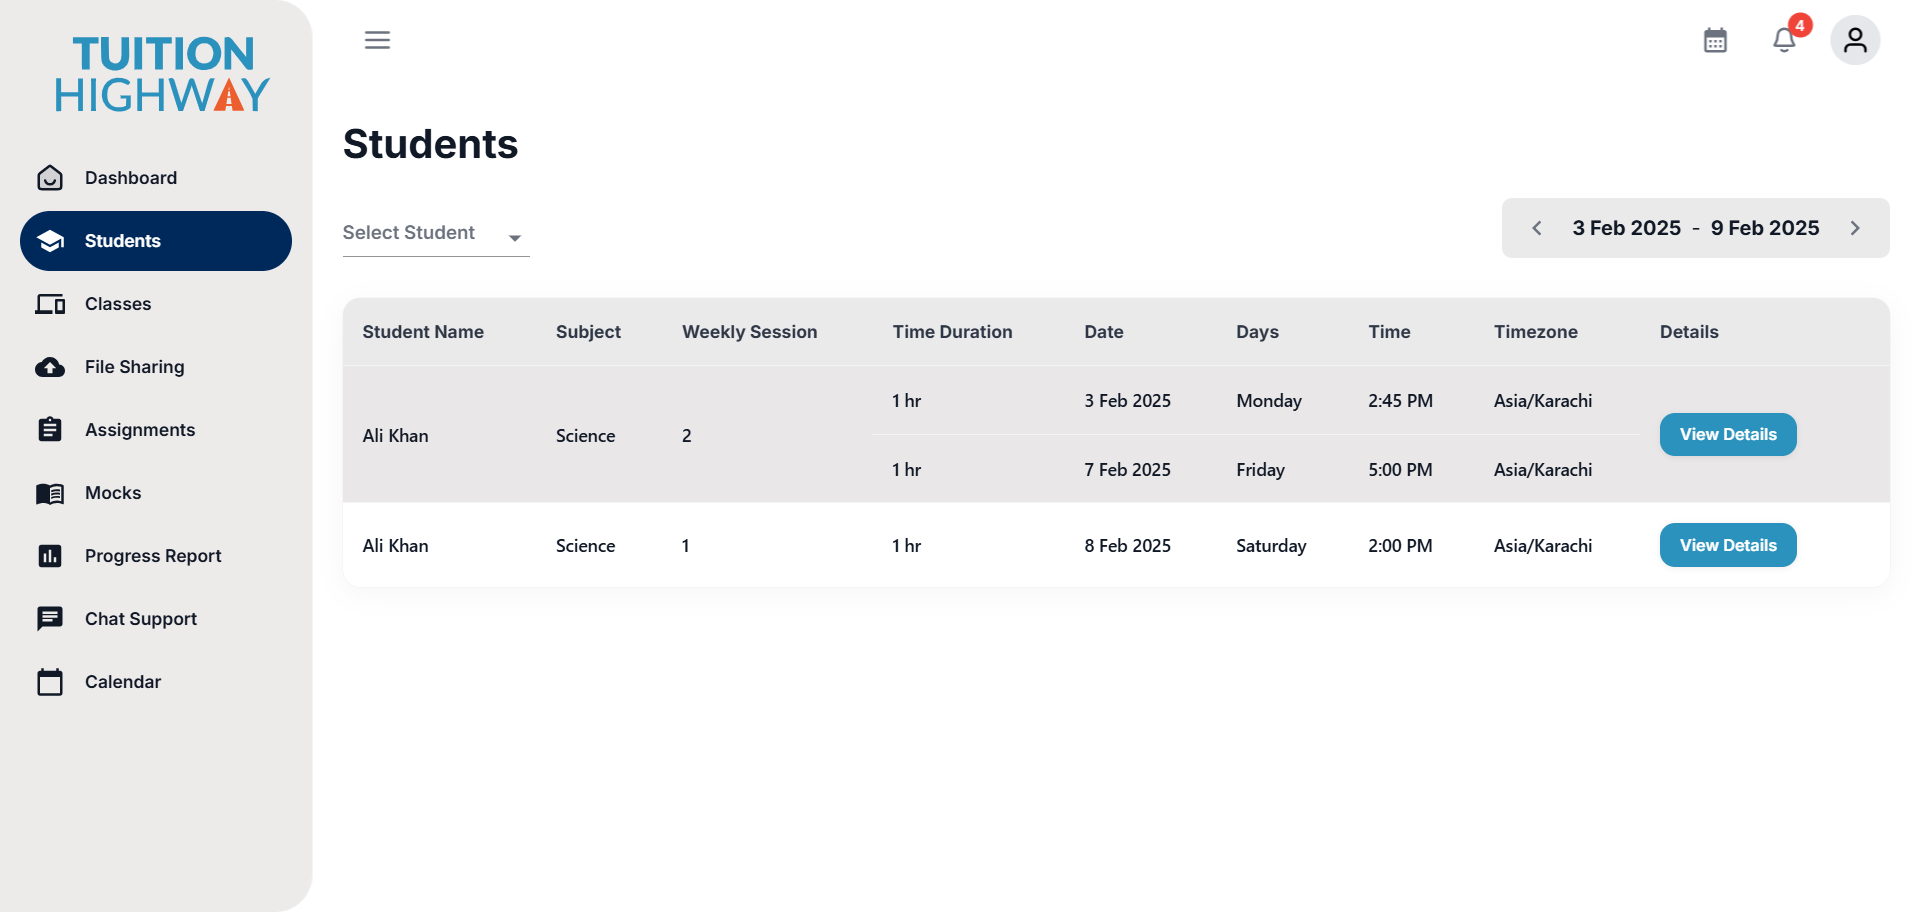 TUITION
HIGHWAY
4
Dashboard
Students
Classes
File Sharing
Assignments
Mocks
Progress Report
Chat Support
Calendar
Students
Select Student
3 Feb 2025 - 9 Feb 2025
Student Name Subject Weekly Session Time Duration Date Days Time Timezone Details
1 hr 3 Feb 2025 Monday 2:45 PM Asia/Karachi
Ali Khan Science 2 View Details
1 hr 7 Feb 2025 Friday 5:00 PM Asia/Karachi
Ali Khan Science 1 1 hr 8 Feb 2025 Saturday 2:00 PM Asia/Karachi View Details